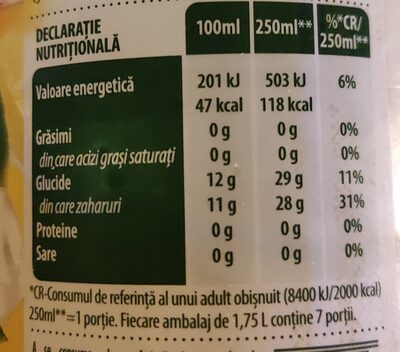 DECLARAȚIE 100ml 250ml** %*CR/
NUTRIȚIONALĂ 250ml**
Valoare energetică 201 kJ 503 kJ 6%
47 kcal 118 kcal
Grăsimi 0 g 0 g 0%
din care acizi grași saturați 0 g 0 g 0%
Glucide 12 g 29 g 11%
din care zaharuri 11 g 28 g 31%
Proteine 0 g 0 g 0%
Sare 0 g 0 g 0%
*CR-Consumul de referință al unui adult obișnuit (8400 kJ/2000 kcal)
250ml**=1 porție. Fiecare ambalaj de 1,75 L conține 7 porții.
A se